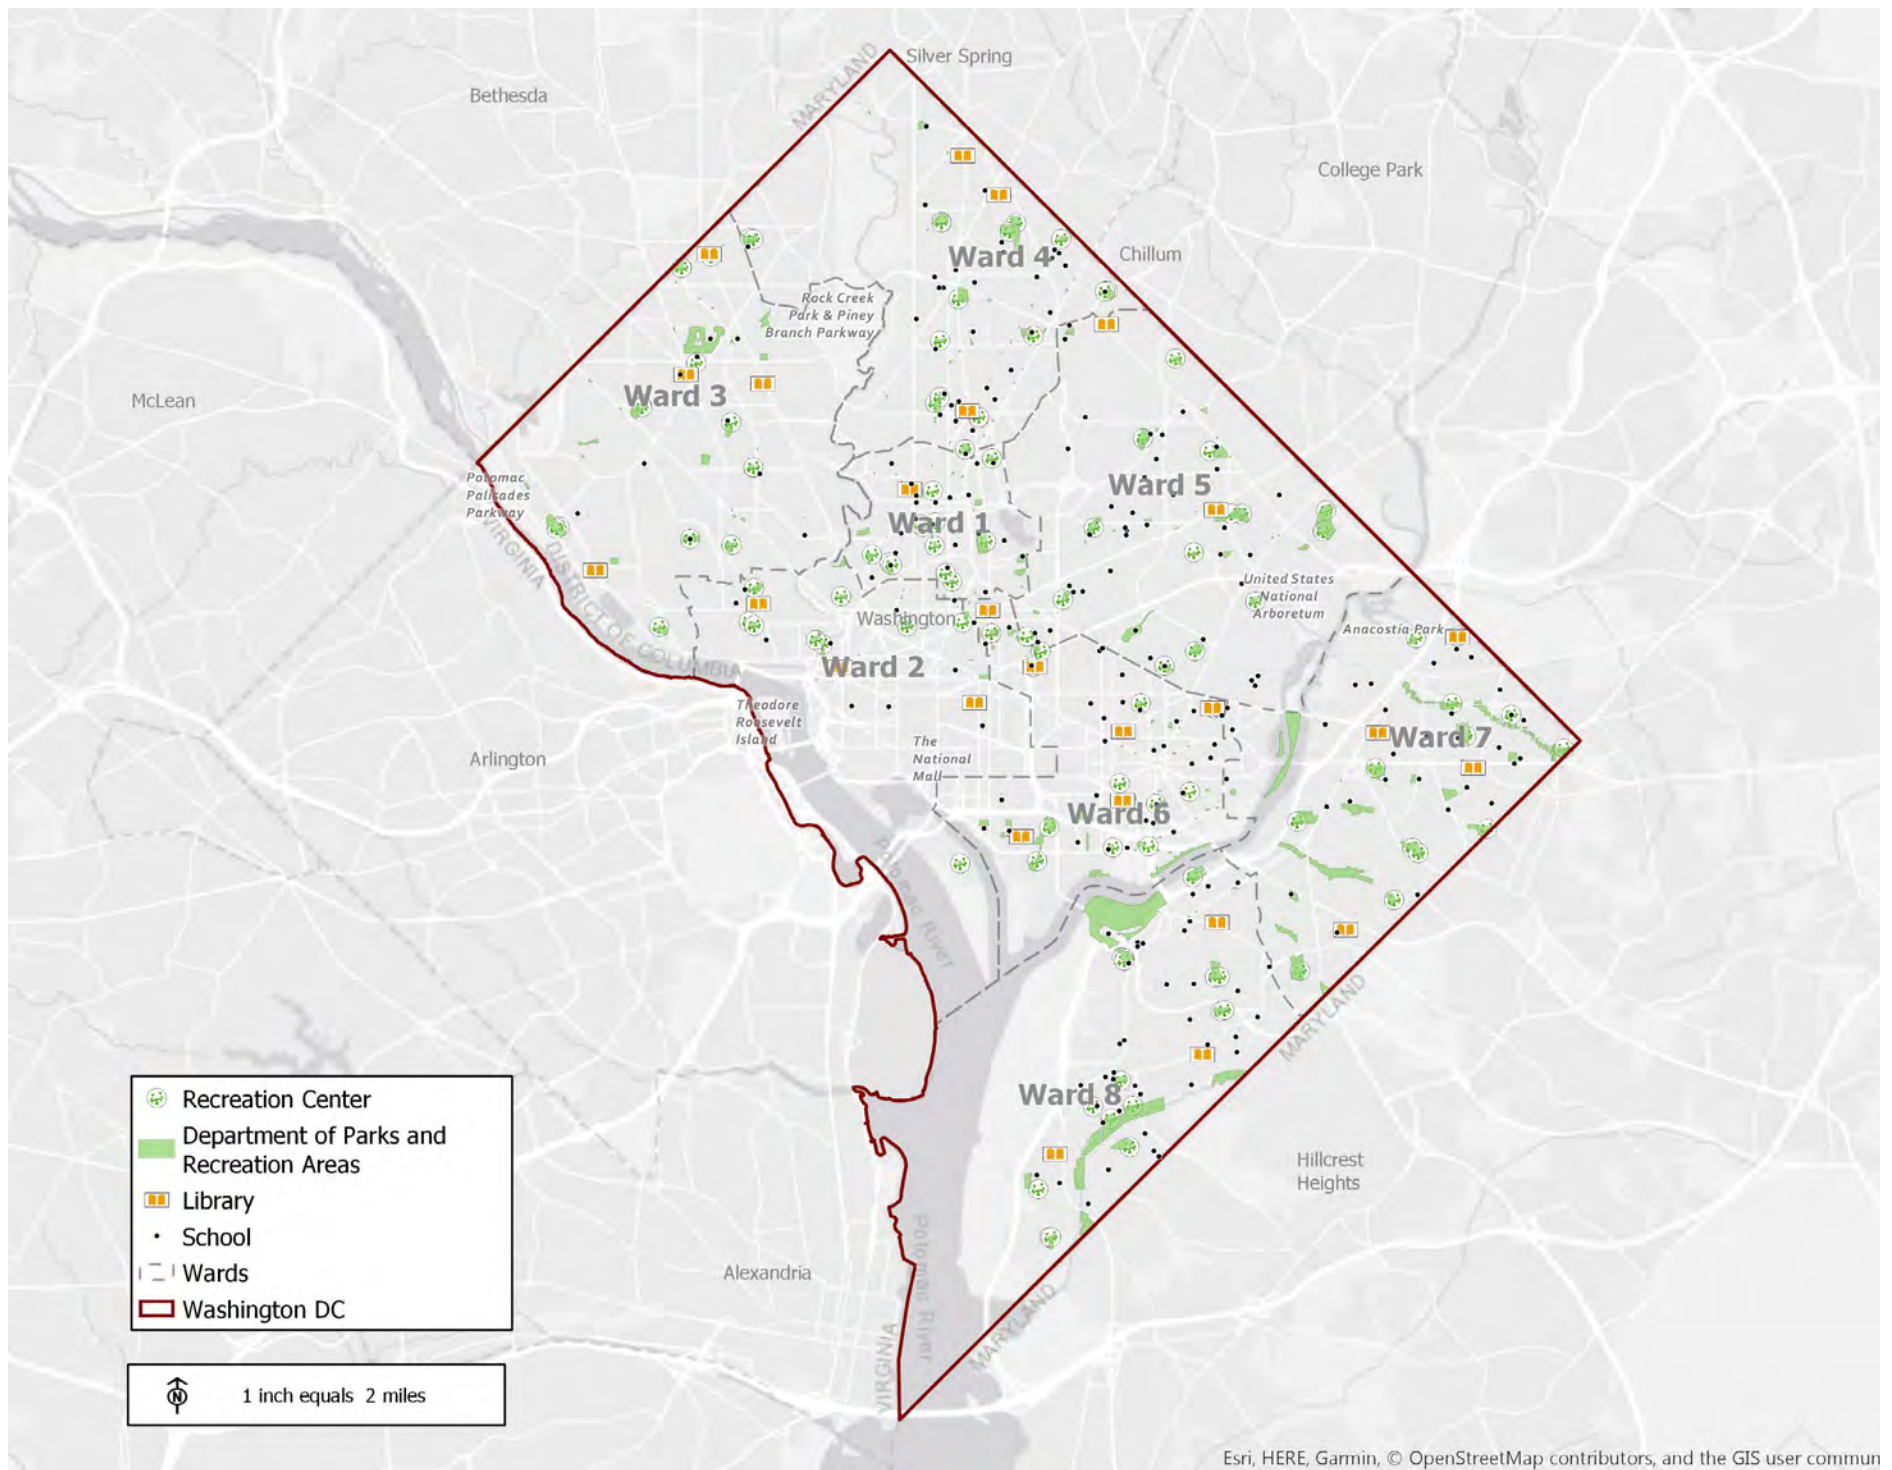 Silver Spring
MARYLAND
Bethesda
College Park
Ward 4
Chillum
Rock Creek
Park & Piney
Branch Parkway
McLean
Ward 3
Potomac
Palisades
Parkway
Ward 5
Ward 1
VIRGINIA
DISTRICT OF COLUMBIA
United States
National
Arboretum
Washington
Anacostia Park
Ward 2
Theodore
Roosevelt
Island
The
National
Mall
Ward 7
Arlington
Ward 6
Potomac River
MARYLAND
Ward 8
Recreation Center
Department of Parks and
Recreation Areas
Library
School
Wards
Washington DC
Hillcrest
Heights
Alexandria
Potomac River
MARYLAND
VIRGINIA
N
1 inch equals 2 miles
Esri, HERE, Garmin, © OpenStreetMap contributors, and the GIS user commun